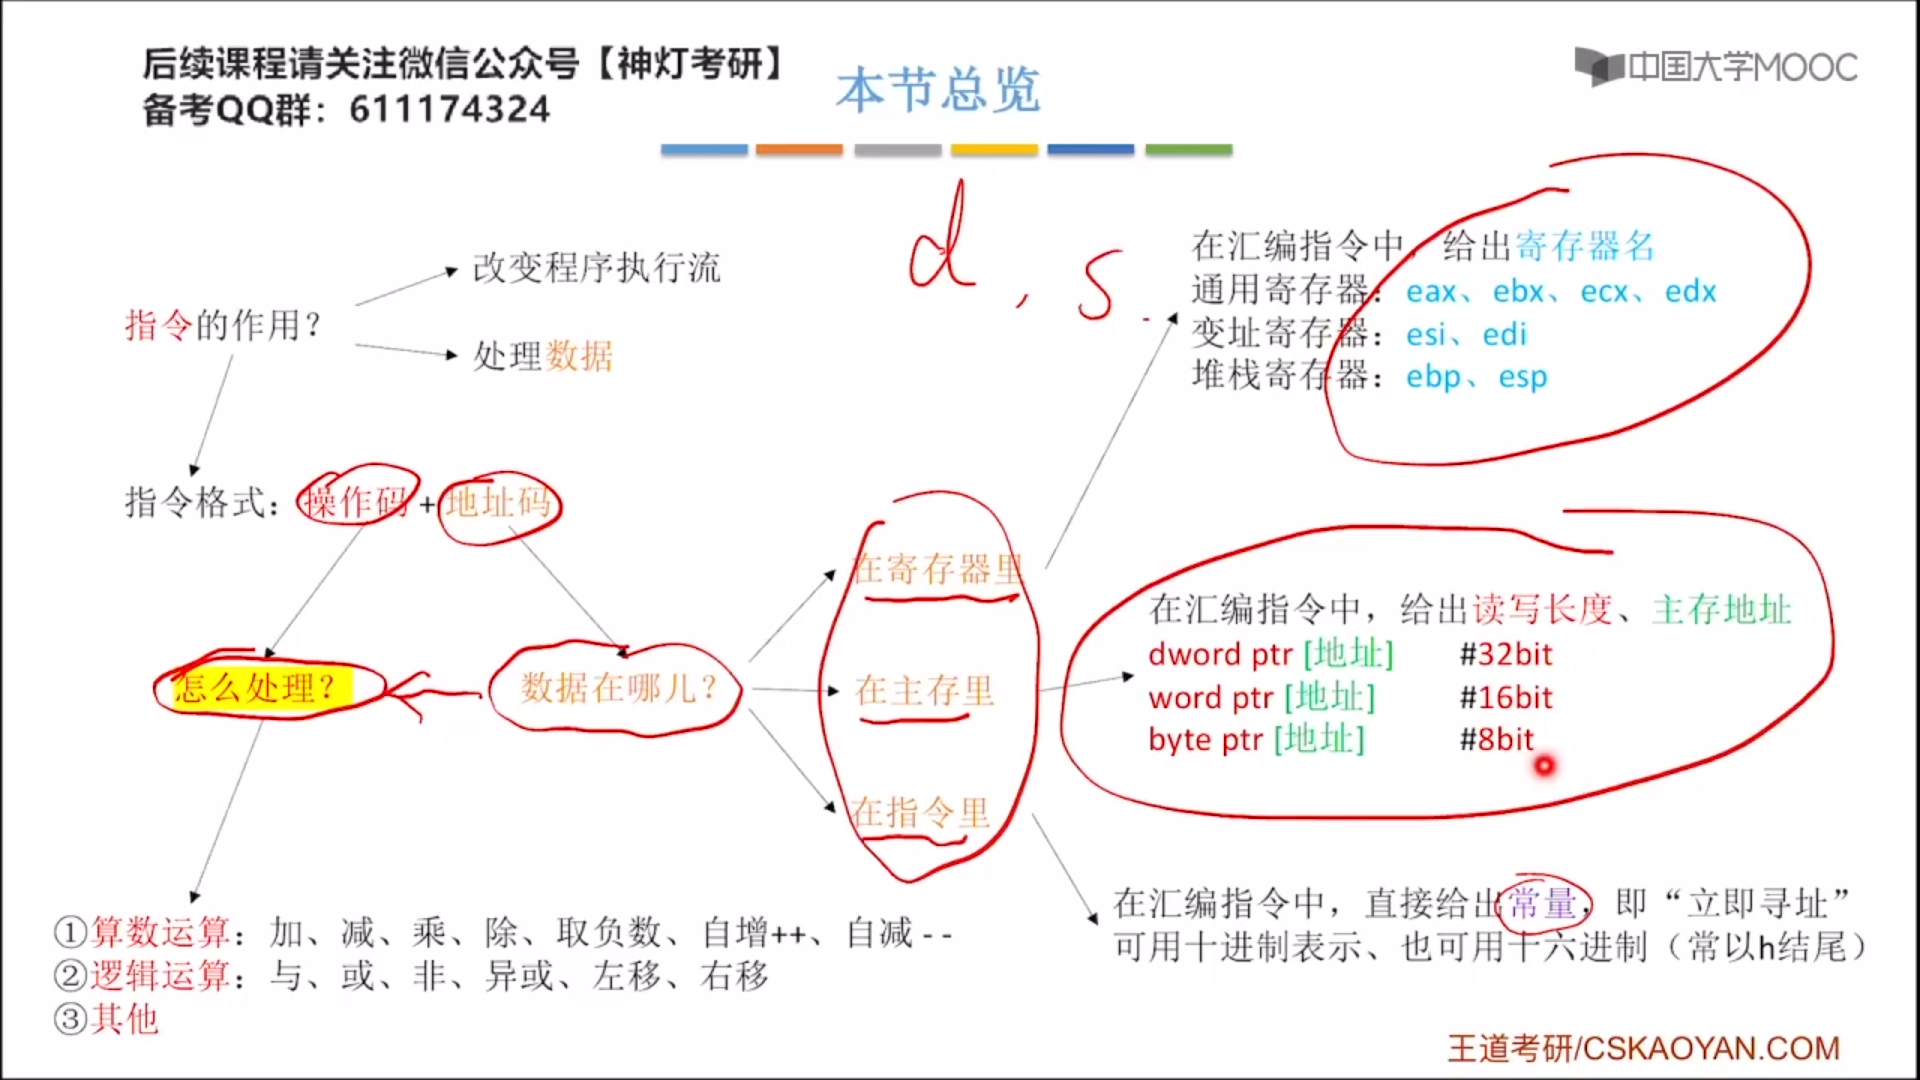 后续课程请关注微信公众号【神灯考研】
备考QQ群：611174324
本节总览
中国大学MOOC
d , s
指令的作用？
改变程序执行流
处理数据
指令格式：操作码 + 地址码
怎么处理？
数据在哪儿？
在寄存器里
在主存里
在指令里
在汇编指令中，给出寄存器名
通用寄存器：eax、ebx、ecx、edx
变址寄存器：esi、edi
堆栈寄存器：ebp、esp
在汇编指令中，给出读写长度、主存地址
dword ptr [地址] #32bit
word ptr [地址] #16bit
byte ptr [地址] #8bit
在汇编指令中，直接给出常量，即“立即寻址”
可用十进制表示、也可用十六进制（常以h结尾）
①算数运算：加、减、乘、除、取负数、自增++、自减--
②逻辑运算：与、或、非、异或、左移、右移
③其他
王道考研/CSKAOYAN.COM